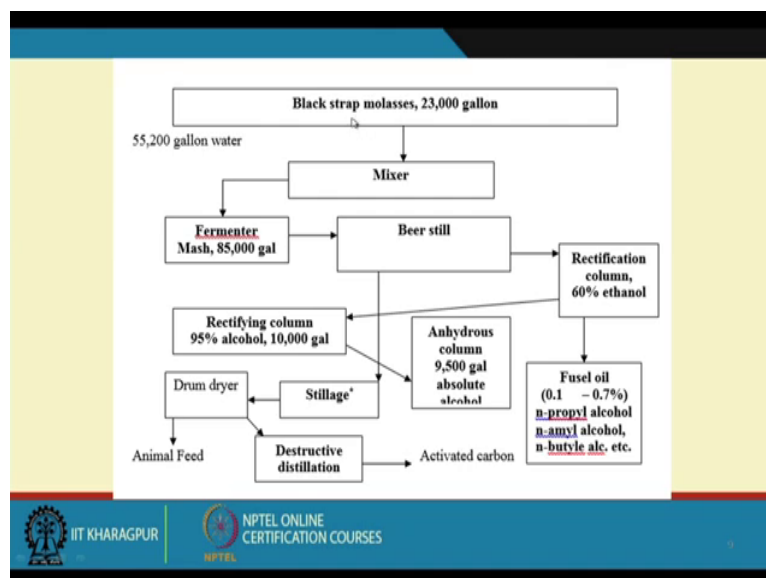 Black strap molasses, 23,000 gallon
55,200 gallon water
Mixer
Fermenter
Mash, 85,000 gal
Beer still
Rectification
column,
60% ethanol
Rectifying column
95% alcohol, 10,000 gal
Anhydrous
column
9,500 gal
absolute
alcohol
Fusel oil
(0.1 – 0.7%)
n-propyl alcohol
n-amyl alcohol,
n-butyle alc. etc.
Drum dryer
Stillage*
Animal Feed
Destructive
distillation
Activated carbon
IIT KHARAGPUR
NPTEL
NPTEL ONLINE
CERTIFICATION COURSES
9